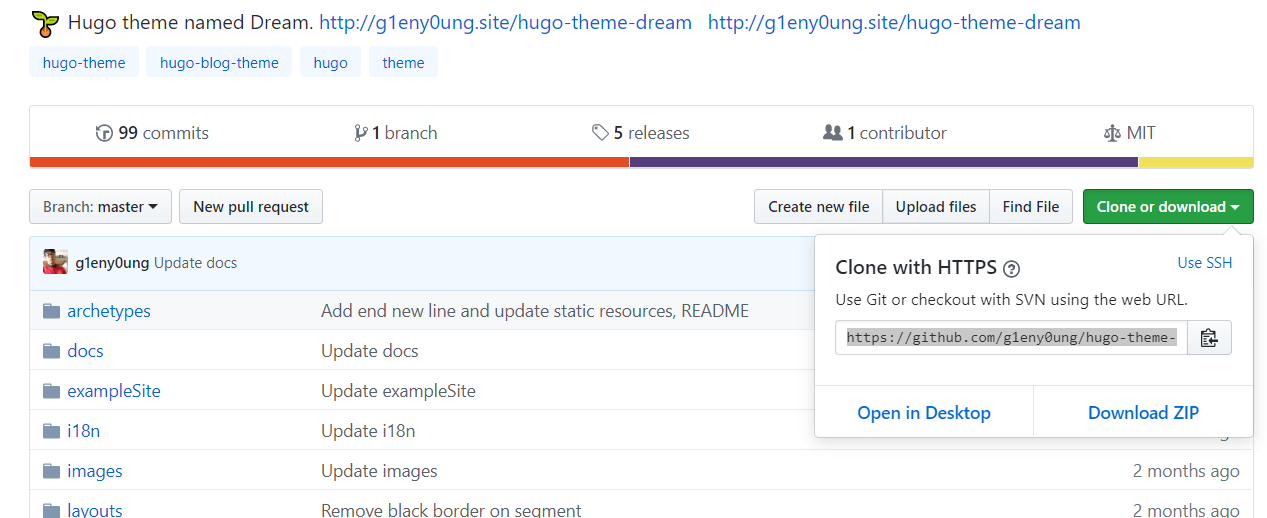 Hugo theme named Dream. http://g1eny0ung.site/hugo-theme-dream http://g1eny0ung.site/hugo-theme-dream
hugo-theme hugo-blog-theme hugo theme
99 commits 1 branch 5 releases 1 contributor MIT
Branch: master New pull request Create new file Upload files Find File Clone or download
g1eny0ung Update docs
Clone with HTTPS Use SSH
Use Git or checkout with SVN using the web URL.
https://github.com/g1eny0ung/hugo-theme-
Open in Desktop Download ZIP
archetypes Add end new line and update static resources, README
docs Update docs
exampleSite Update exampleSite
i18n Update i18n
images Update images 2 months ago
layouts Remove black border on segment 2 months ago